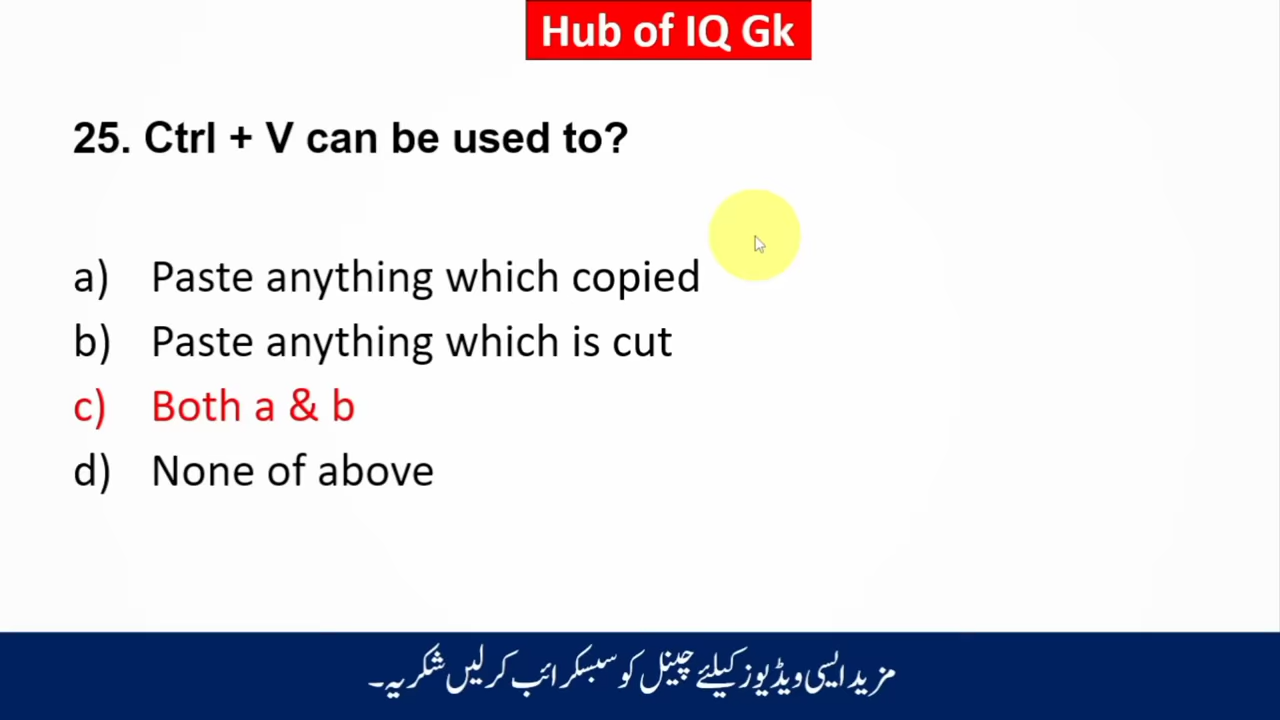 Hub of IQ Gk
25. Ctrl + V can be used to?
a) Paste anything which copied
b) Paste anything which is cut
c) Both a & b
d) None of above
مزید ایسی ویڈیوز کیلئے چینل کو سبسکرائب کر لیں شکریہ۔